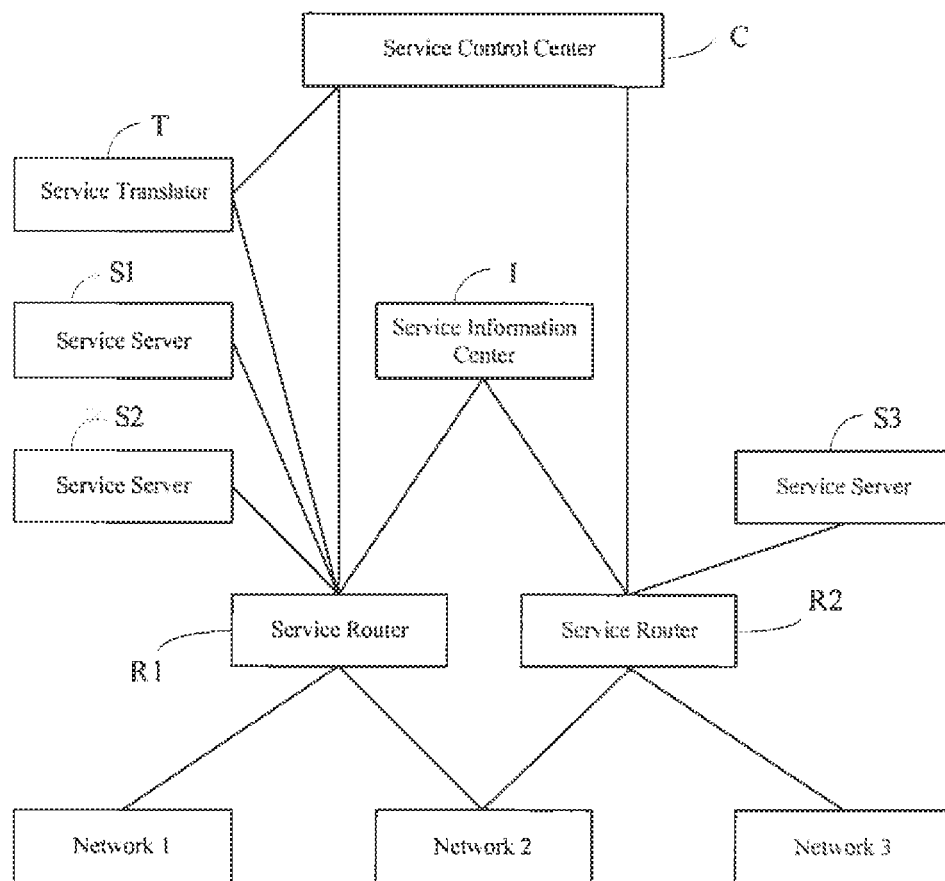 Service Control Center
C
T
Service Translator
S1
Service Server
I
Service Information
Center
S2
Service Server
S3
Service Server
Service Router
R1
Service Router
R2
Network 1
Network 2
Network 3